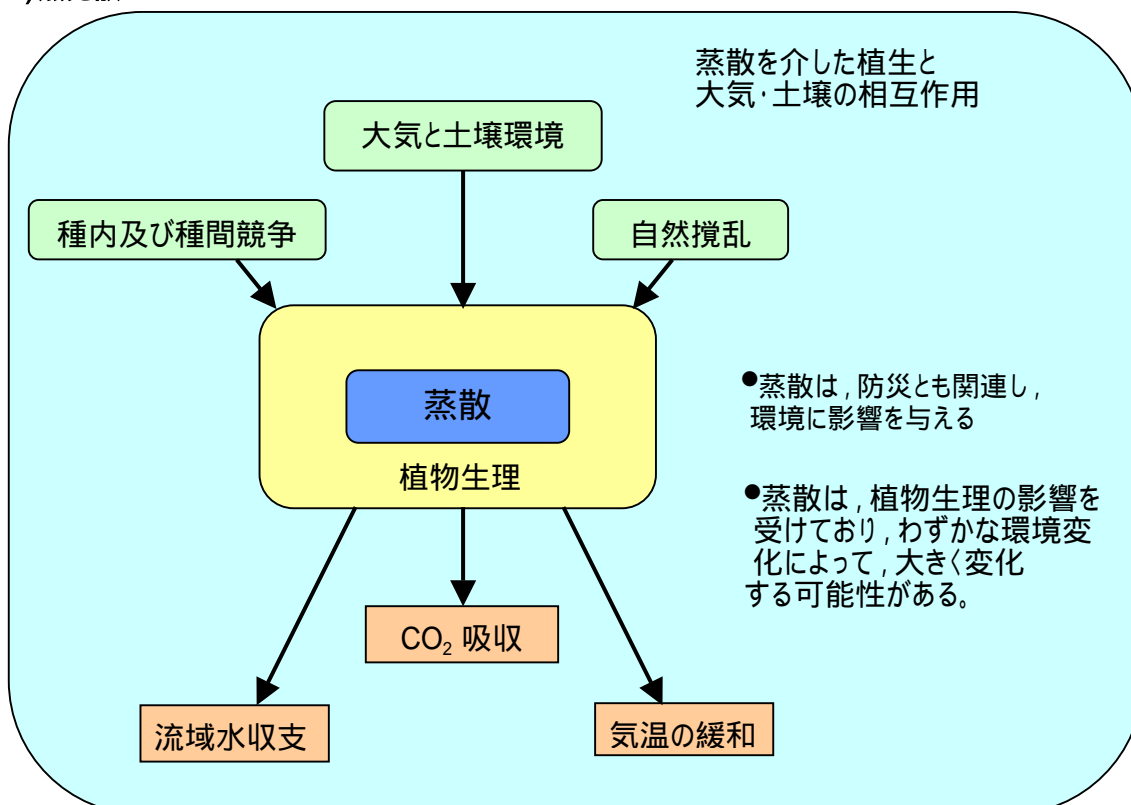 蒸散を介した植生と
大気・土壌の相互作用
大気と土壌環境
種内及び種間競争
自然撹乱
蒸散
植物生理
●蒸散は,防災とも関連し,
環境に影響を与える
●蒸散は,植物生理の影響を
受けており,わずかな環境変
化によって,大きく変化
する可能性がある。
CO₂ 吸収
流域水収支
気温の緩和